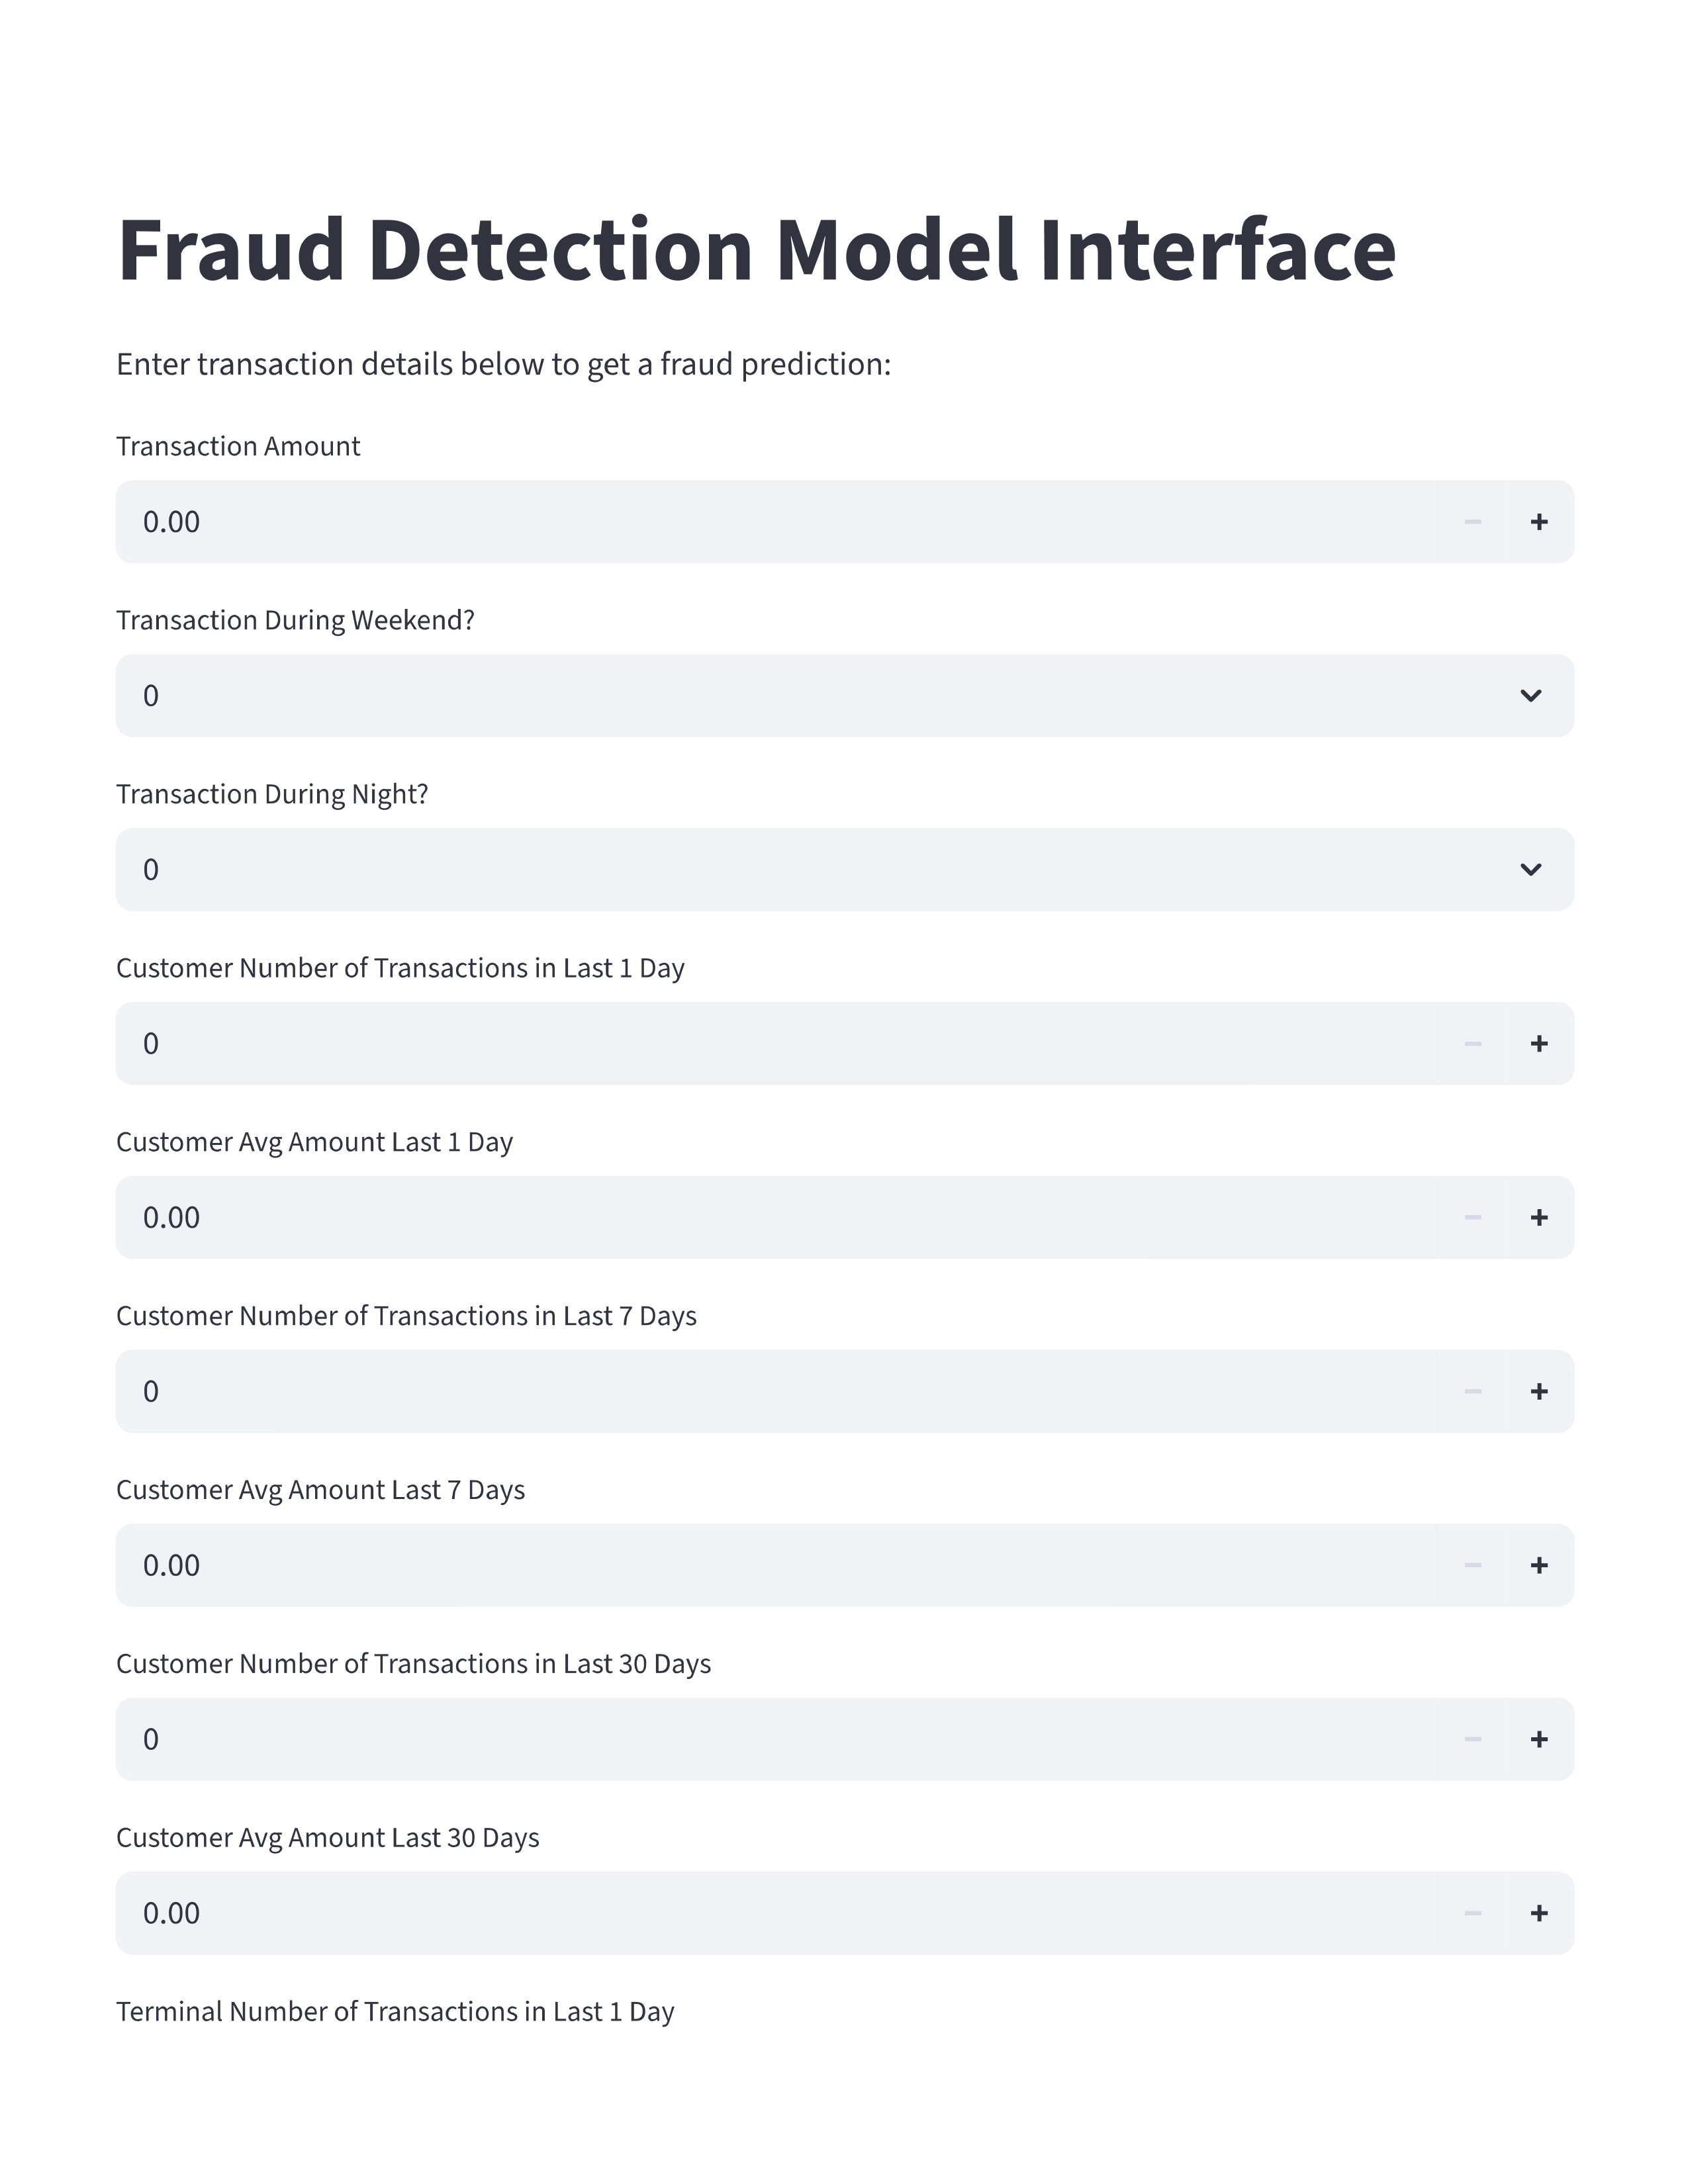 Fraud Detection Model Interface
Enter transaction details below to get a fraud prediction:
Transaction Amount
0.00
Transaction During Weekend?
0
Transaction During Night?
0
Customer Number of Transactions in Last 1 Day
0
Customer Avg Amount Last 1 Day
0.00
Customer Number of Transactions in Last 7 Days
0
Customer Avg Amount Last 7 Days
0.00
Customer Number of Transactions in Last 30 Days
0
Customer Avg Amount Last 30 Days
0.00
Terminal Number of Transactions in Last 1 Day